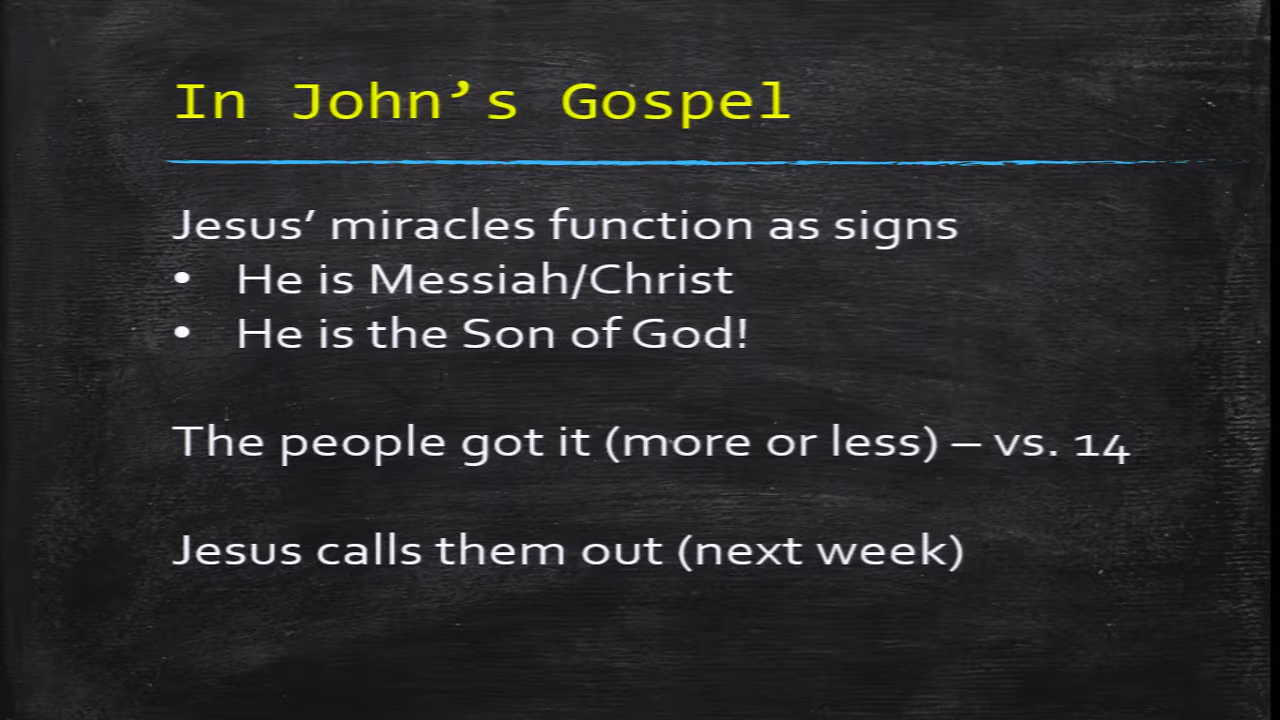 In John’s Gospel
Jesus’ miracles function as signs
• He is Messiah/Christ
• He is the Son of God!
The people got it (more or less) – vs. 14
Jesus calls them out (next week)